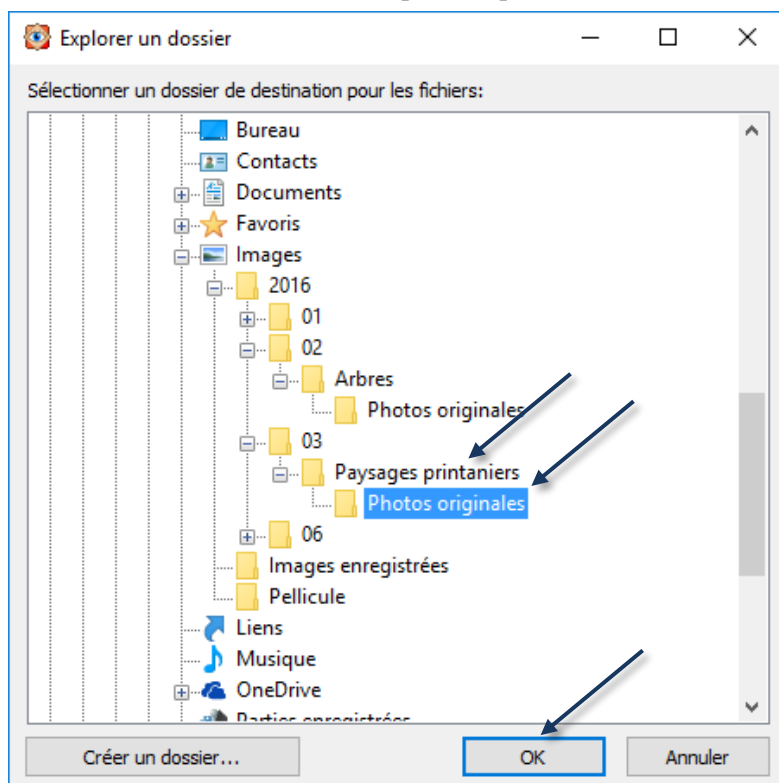 Explorer un dossier
Sélectionner un dossier de destination pour les fichiers:
Bureau
Contacts
Documents
Favoris
Images
2016
01
02
Arbres
Photos originales
03
Paysages printaniers
Photos originales
06
Images enregistrées
Pellicule
Liens
Musique
OneDrive
Parties enregistrées
Créer un dossier... OK Annuler